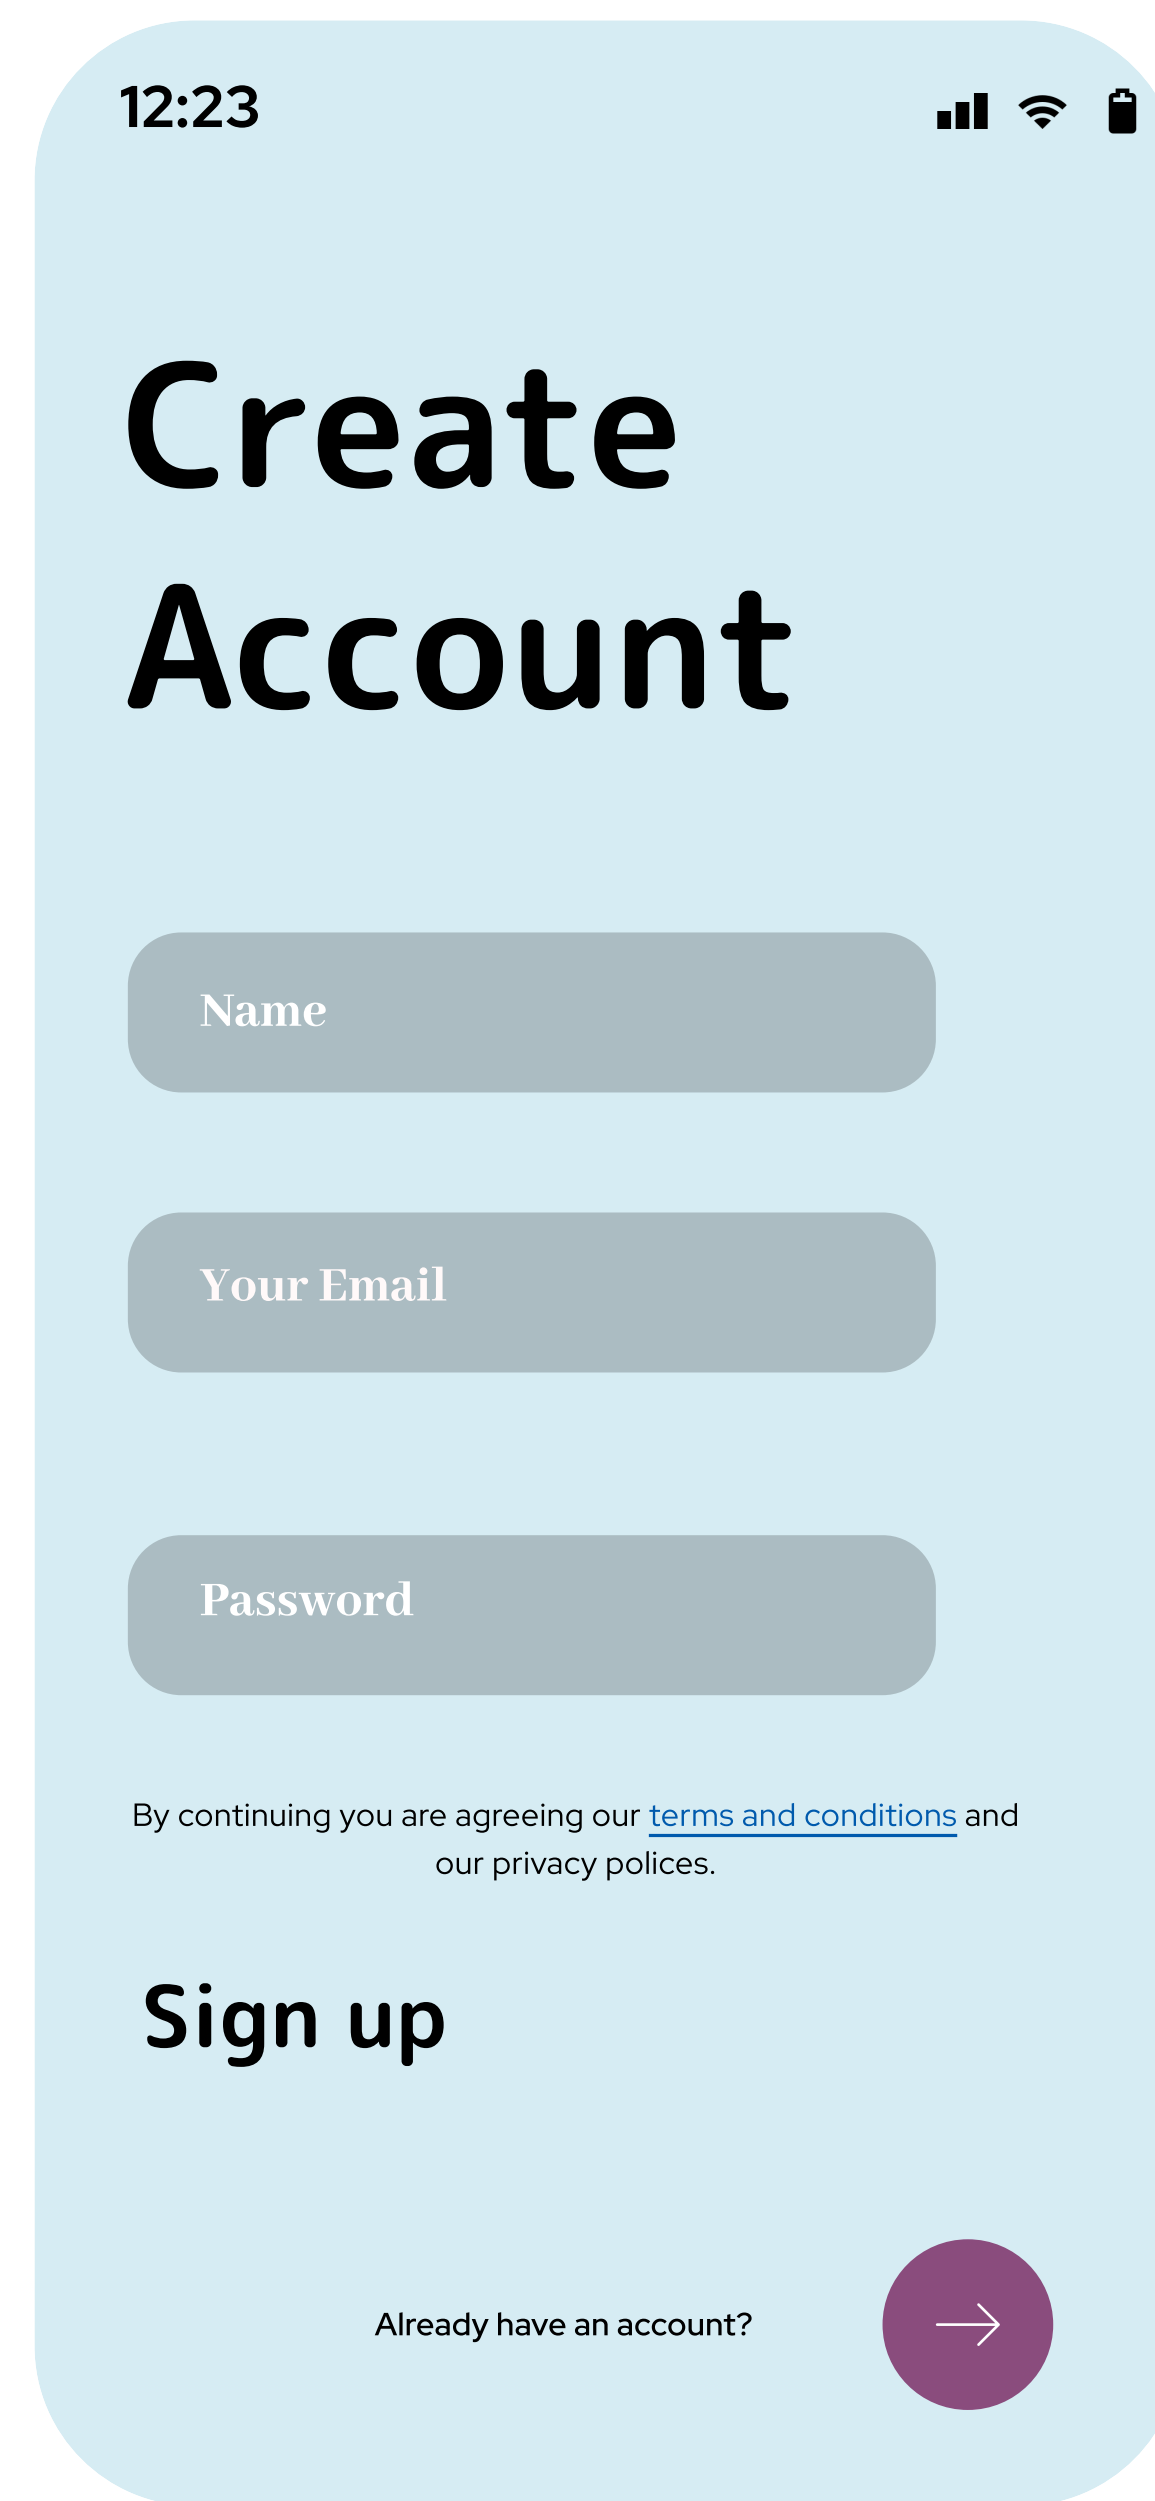 12:23
Create
Account
Name
Your Email
Password
By continuing you are agreeing our terms and conditions and
our privacy polices.
Sign up
Already have an account?